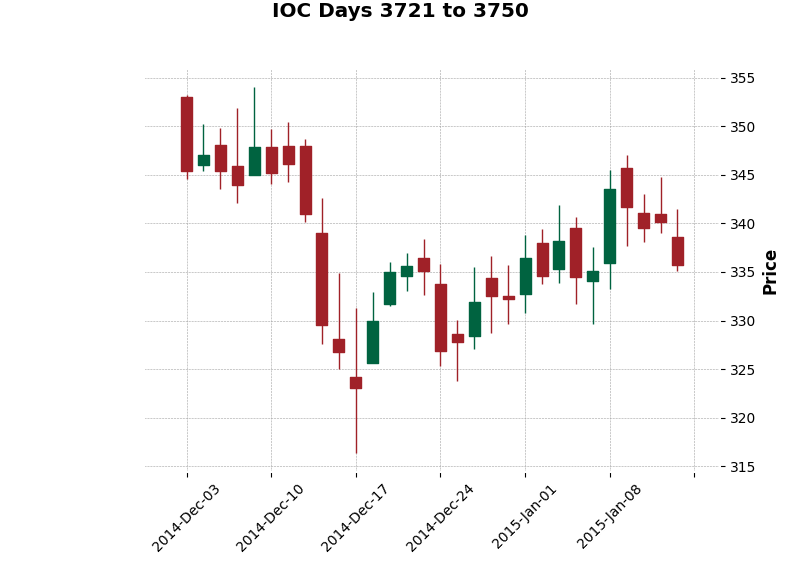 IOC Days 3721 to 3750
355
350
345
340
335
330
325
320
315
Price
2014-Dec-03
2014-Dec-10
2014-Dec-17
2014-Dec-24
2015-Jan-01
2015-Jan-08